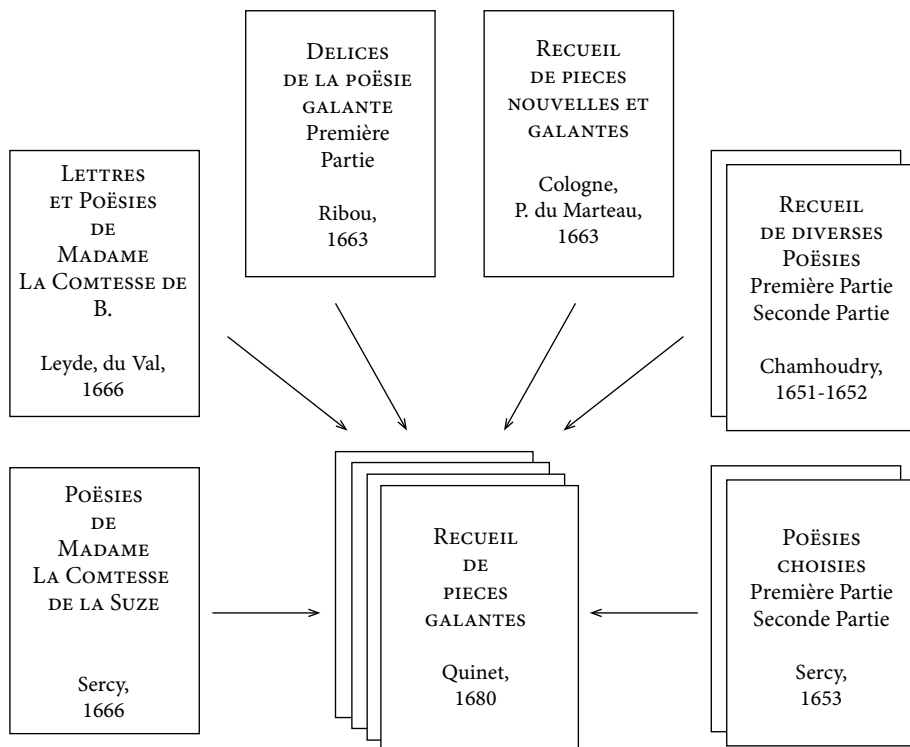 Delices
de la poësie
galante
Première
Partie
Ribou,
1663
Recueil
de pieces
nouvelles et
galantes
Cologne,
P. du Marteau,
1663
Lettres
et Poësies
de
Madame
La Comtesse de
B.
Leyde, du Val,
1666
Recueil
de diverses
Poësies
Première Partie
Seconde Partie
Chamhoudry,
1651-1652
Poësies
de
Madame
La Comtesse
de la Suze
Sercy,
1666
Recueil
de
pieces
galantes
Quinet,
1680
Poësies
choisies
Première Partie
Seconde Partie
Sercy,
1653